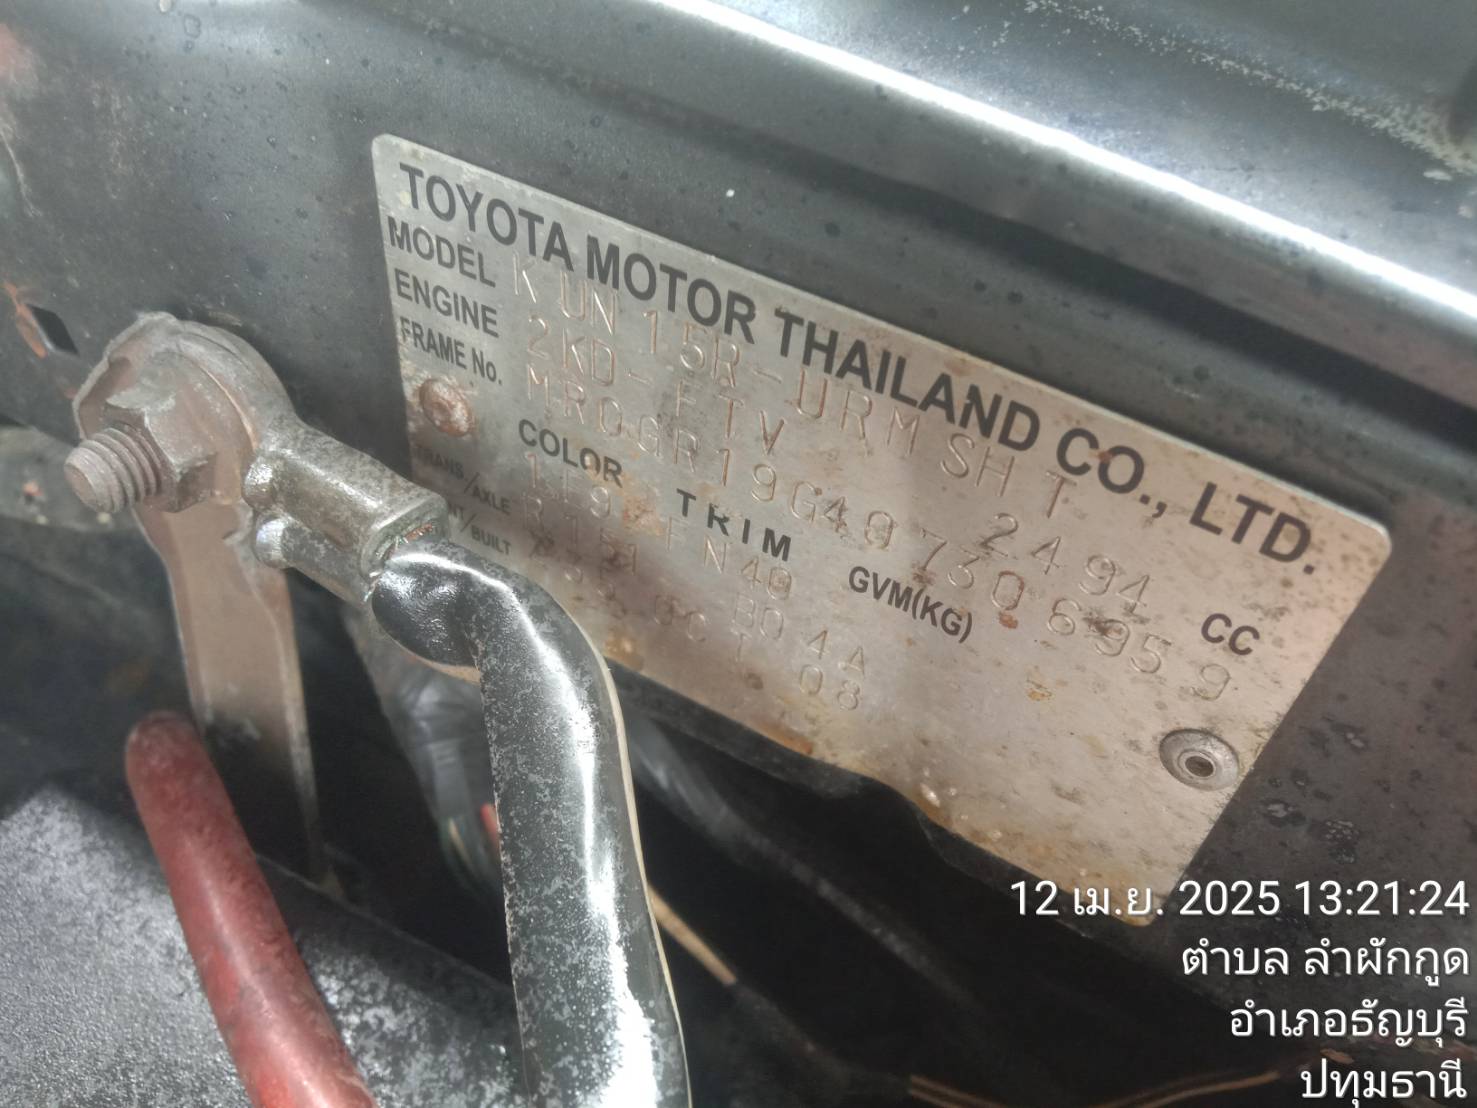 TOYOTA MOTOR THAILAND CO., LTD.
MODEL KUN15R-URMSHT
ENGINE 2KD-FTV 2494 CC
FRAME No. MR0GR19G407306959
COLOR TRIM GVM(KG)
1E9 FN40
TRANS/AXLE R151 B04A
/BUILT T 08
12 เม.ย. 2025 13:21:24
ตำบล ลำผักกูด
อำเภอธัญบุรี
ปทุมธานี